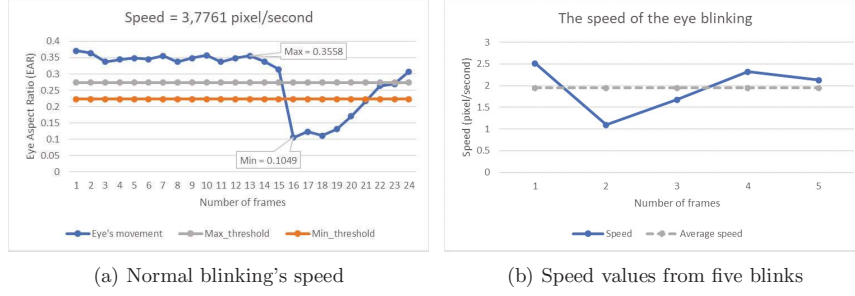 Speed = 3,7761 pixel/second
Eye Aspect Ratio (EAR)
0.4
0.35
0.3
0.25
0.2
0.15
0.1
0.05
0
Max = 0.3558
Min = 0.1049
1 2 3 4 5 6 7 8 9 10 11 12 13 14 15 16 17 18 19 20 21 22 23 24
Number of frames
Eye's movement Max_threshold Min_threshold
(a) Normal blinking's speed
The speed of the eye blinking
Speed (pixel/second)
3
2.5
2
1.5
1
0.5
0
1 2 3 4 5
Number of frames
Speed Average speed
(b) Speed values from five blinks